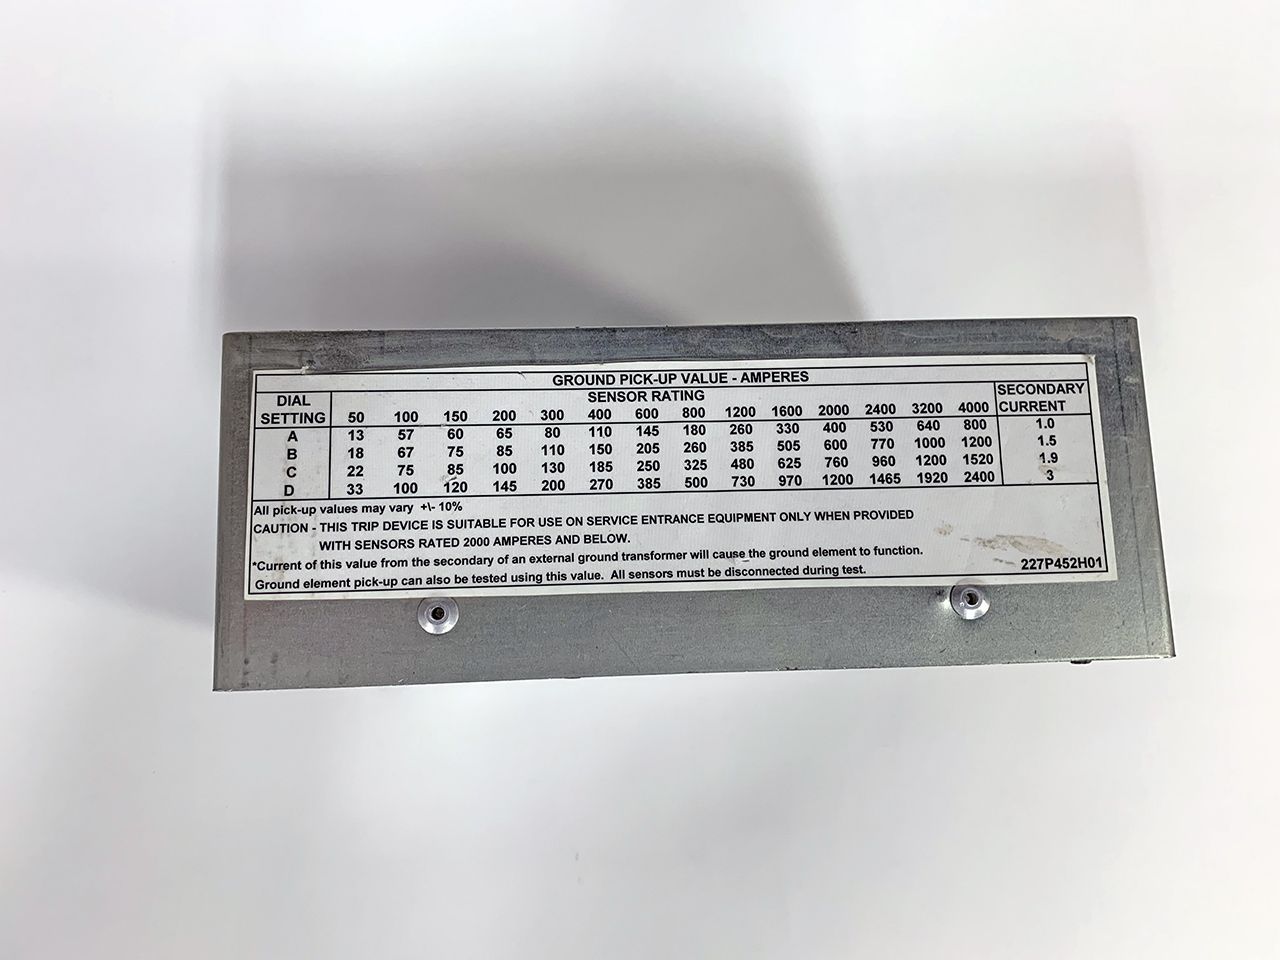 GROUND PICK-UP VALUE - AMPERES
DIAL SETTING SENSOR RATING SECONDARY CURRENT
50 100 150 200 300 400 600 800 1200 1600 2000 2400 3200 4000
A 13 57 60 65 80 110 145 180 260 330 400 530 640 800 1.0
B 18 67 75 85 110 150 205 260 385 505 600 770 1000 1200 1.5
C 22 75 85 100 130 185 250 325 480 625 760 960 1200 1520 1.9
D 33 100 120 145 200 270 385 500 730 970 1200 1465 1920 2400 3
All pick-up values may vary +\- 10%
CAUTION - THIS TRIP DEVICE IS SUITABLE FOR USE ON SERVICE ENTRANCE EQUIPMENT ONLY WHEN PROVIDED
WITH SENSORS RATED 2000 AMPERES AND BELOW.
*Current of this value from the secondary of an external ground transformer will cause the ground element to function.
Ground element pick-up can also be tested using this value. All sensors must be disconnected during test.
227P452H01